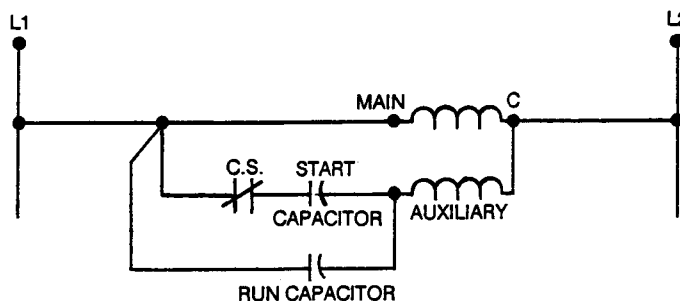 L1
L2
MAIN
C
C.S.
START
CAPACITOR
AUXILIARY
RUN CAPACITOR